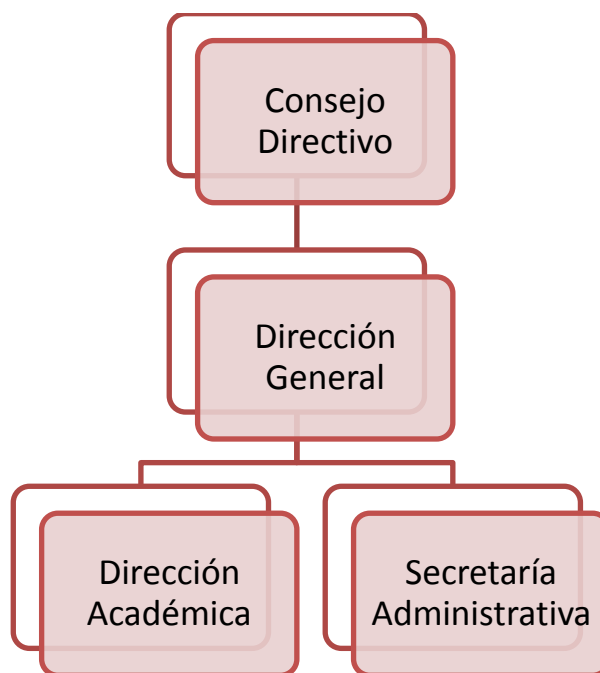 Consejo
Directivo
Dirección
General
Dirección
Académica
Secretaría
Administrativa